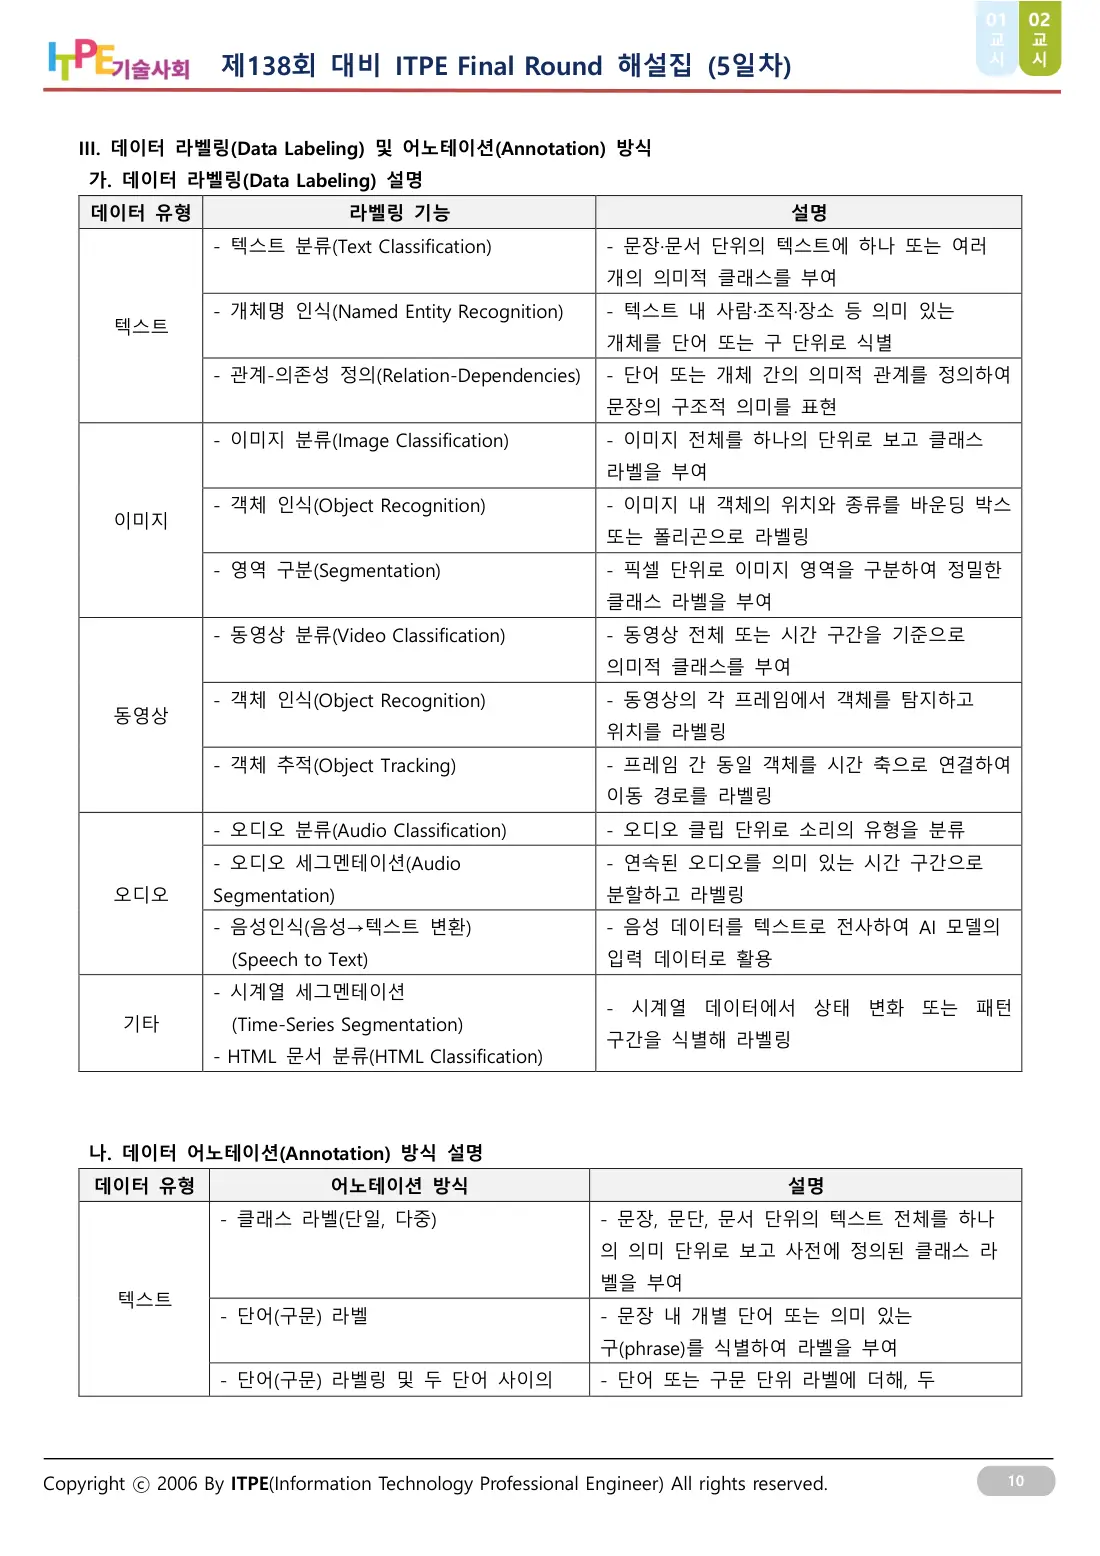 01
교
시
02
교
시
ITPE기술사회 제138회 대비 ITPE Final Round 해설집 (5일차)
III. 데이터 라벨링(Data Labeling) 및 어노테이션(Annotation) 방식
가. 데이터 라벨링(Data Labeling) 설명
데이터 유형 라벨링 기능 설명
텍스트
- 텍스트 분류(Text Classification)
- 문장·문서 단위의 텍스트에 하나 또는 여러
개의 의미적 클래스를 부여
- 개체명 인식(Named Entity Recognition)
- 텍스트 내 사람·조직·장소 등 의미 있는
개체를 단어 또는 구 단위로 식별
- 관계-의존성 정의(Relation-Dependencies)
- 단어 또는 개체 간의 의미적 관계를 정의하여
문장의 구조적 의미를 표현
이미지
- 이미지 분류(Image Classification)
- 이미지 전체를 하나의 단위로 보고 클래스
라벨을 부여
- 객체 인식(Object Recognition)
- 이미지 내 객체의 위치와 종류를 바운딩 박스
또는 폴리곤으로 라벨링
- 영역 구분(Segmentation)
- 픽셀 단위로 이미지 영역을 구분하여 정밀한
클래스 라벨을 부여
동영상
- 동영상 분류(Video Classification)
- 동영상 전체 또는 시간 구간을 기준으로
의미적 클래스를 부여
- 객체 인식(Object Recognition)
- 동영상의 각 프레임에서 객체를 탐지하고
위치를 라벨링
- 객체 추적(Object Tracking)
- 프레임 간 동일 객체를 시간 축으로 연결하여
이동 경로를 라벨링
오디오
- 오디오 분류(Audio Classification)
- 오디오 클립 단위로 소리의 유형을 분류
- 오디오 세그멘테이션(Audio
Segmentation)
- 연속된 오디오를 의미 있는 시간 구간으로
분할하고 라벨링
- 음성인식(음성→텍스트 변환)
(Speech to Text)
- 음성 데이터를 텍스트로 전사하여 AI 모델의
입력 데이터로 활용
기타
- 시계열 세그멘테이션
(Time-Series Segmentation)
- HTML 문서 분류(HTML Classification)
- 시계열 데이터에서 상태 변화 또는 패턴
구간을 식별해 라벨링
나. 데이터 어노테이션(Annotation) 방식 설명
데이터 유형 어노테이션 방식 설명
텍스트
- 클래스 라벨(단일, 다중)
- 문장, 문단, 문서 단위의 텍스트 전체를 하나
의 의미 단위로 보고 사전에 정의된 클래스 라
벨을 부여
- 단어(구문) 라벨
- 문장 내 개별 단어 또는 의미 있는
구(phrase)를 식별하여 라벨을 부여
- 단어(구문) 라벨링 및 두 단어 사이의
- 단어 또는 구문 단위 라벨에 더해, 두
Copyright ⓒ 2006 By ITPE(Information Technology Professional Engineer) All rights reserved.
10